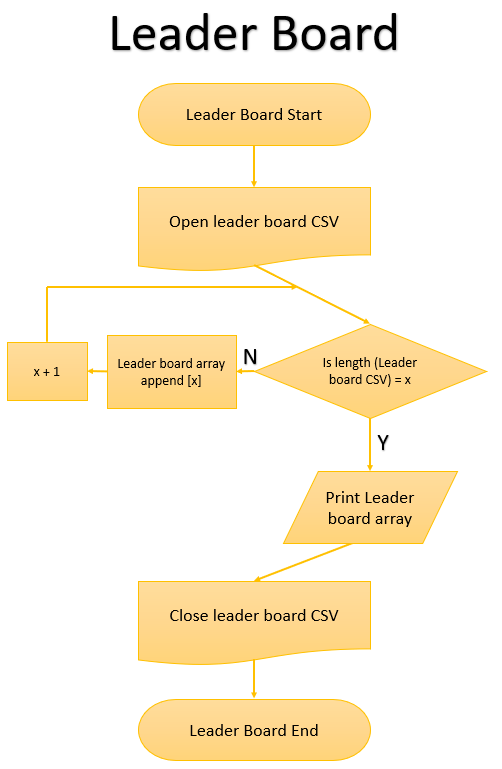 Leader Board
Leader Board Start
Open leader board CSV
Is length (Leader
board CSV) = x
N
Leader board array
append [x]
x + 1
Y
Print Leader
board array
Close leader board CSV
Leader Board End